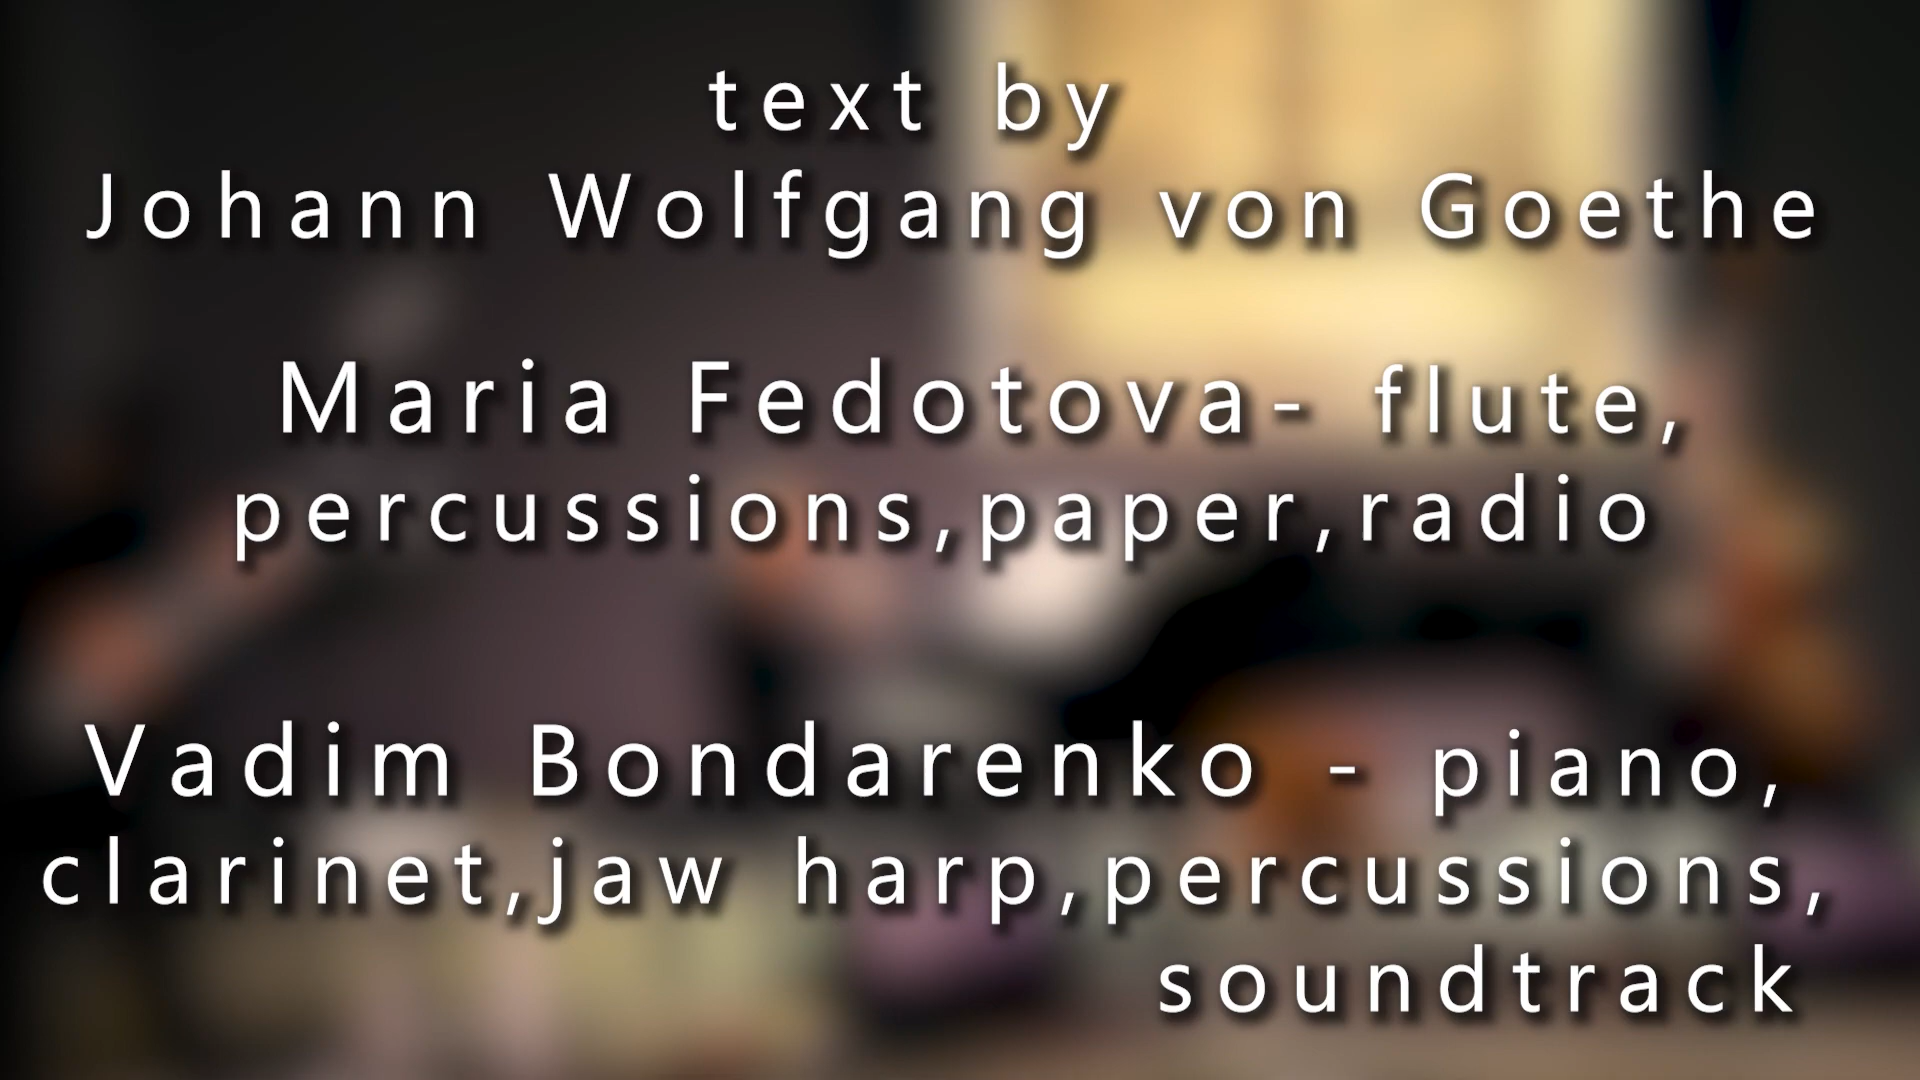 text by
Johann Wolfgang von Goethe
Maria Fedotova- flute,
percussions,paper,radio
Vadim Bondarenko - piano,
clarinet,jaw harp,percussions,
soundtrack